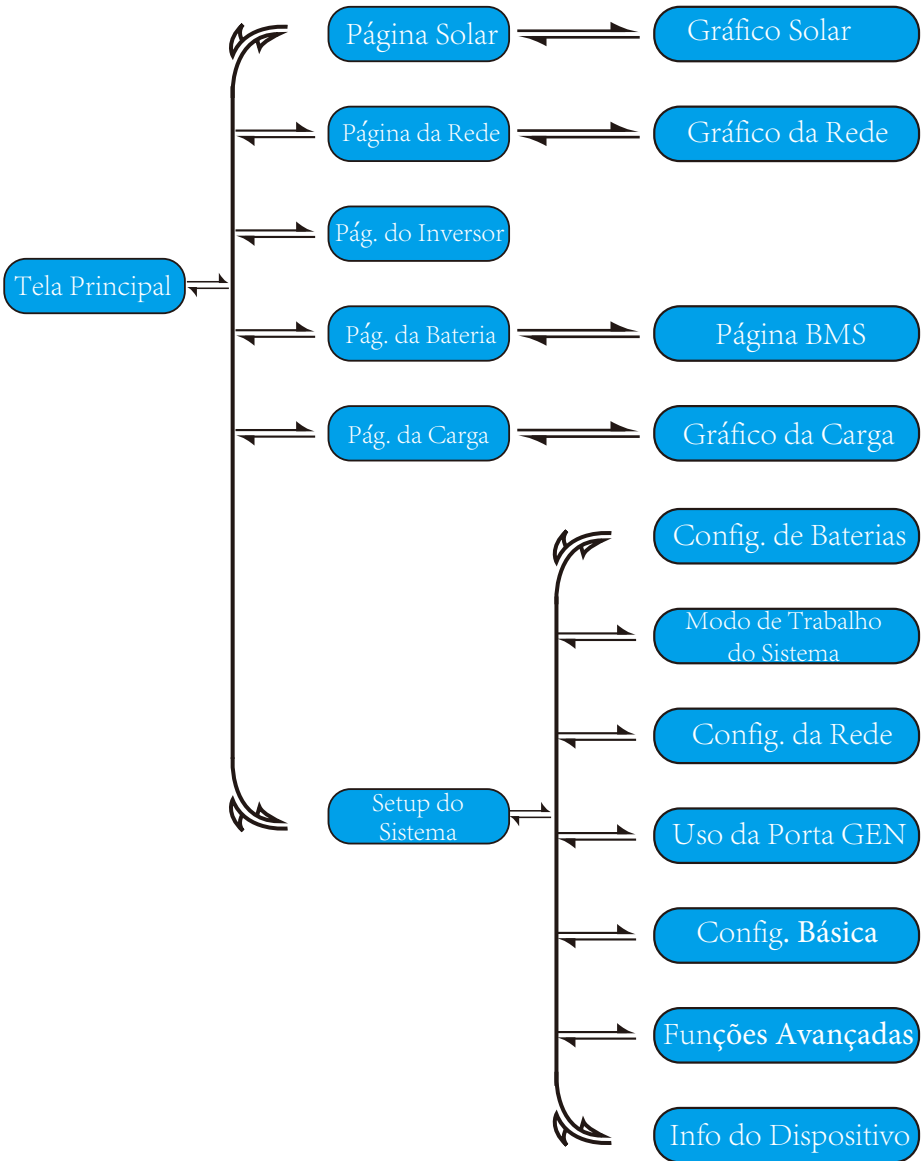 Página Solar
Gráfico Solar
Página da Rede
Gráfico da Rede
Pág. do Inversor
Tela Principal
Pág. da Bateria
Página BMS
Pág. da Carga
Gráfico da Carga
Config. de Baterias
Modo de Trabalho
do Sistema
Config. da Rede
Setup do
Sistema
Uso da Porta GEN
Config. Básica
Funções Avançadas
Info do Dispositivo